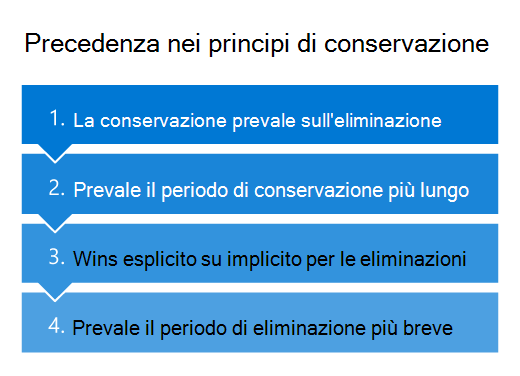 Precedenza nei principi di conservazione
1. La conservazione prevale sull'eliminazione
2. Prevale il periodo di conservazione più lungo
3. Wins esplicito su implicito per le eliminazioni
4. Prevale il periodo di eliminazione più breve